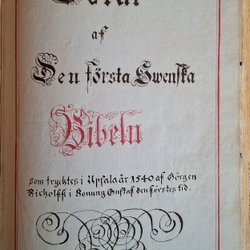 af
Den första Swenska
Bibeln
som trycktes i Upsala år 1540 af Görgen
Richolff i Konung Gustaf den förstes tid.